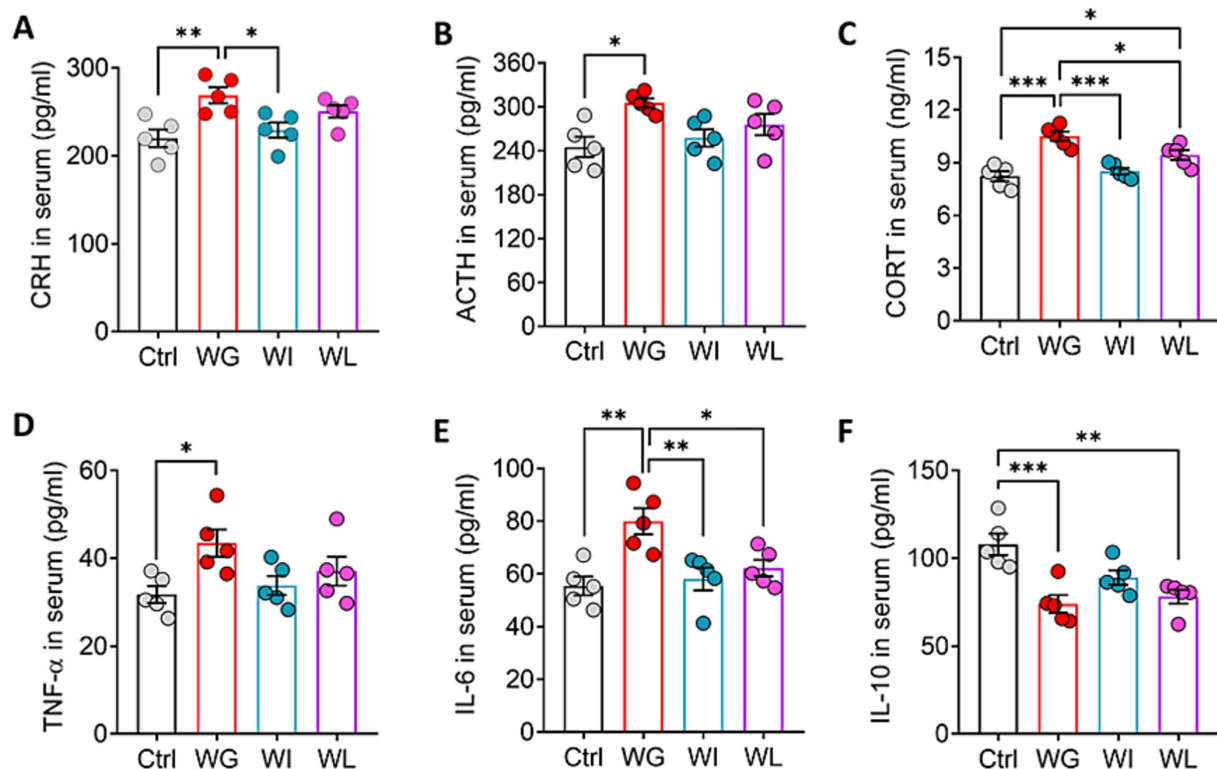 A
CRH in serum (pg/ml)
300
200
100
0
** *
Ctrl WG WI WL
B
ACTH in serum (pg/ml)
360
300
240
180
120
60
0
*
Ctrl WG WI WL
C
CORT in serum (ng/ml)
15
12
9
6
3
0
*
*
*** ***
Ctrl WG WI WL
D
TNF-α in serum (pg/ml)
60
40
20
0
*
Ctrl WG WI WL
E
IL-6 in serum (pg/ml)
100
80
60
40
20
0
** *
**
Ctrl WG WI WL
F
IL-10 in serum (pg/ml)
150
100
50
0
**
***
Ctrl WG WI WL